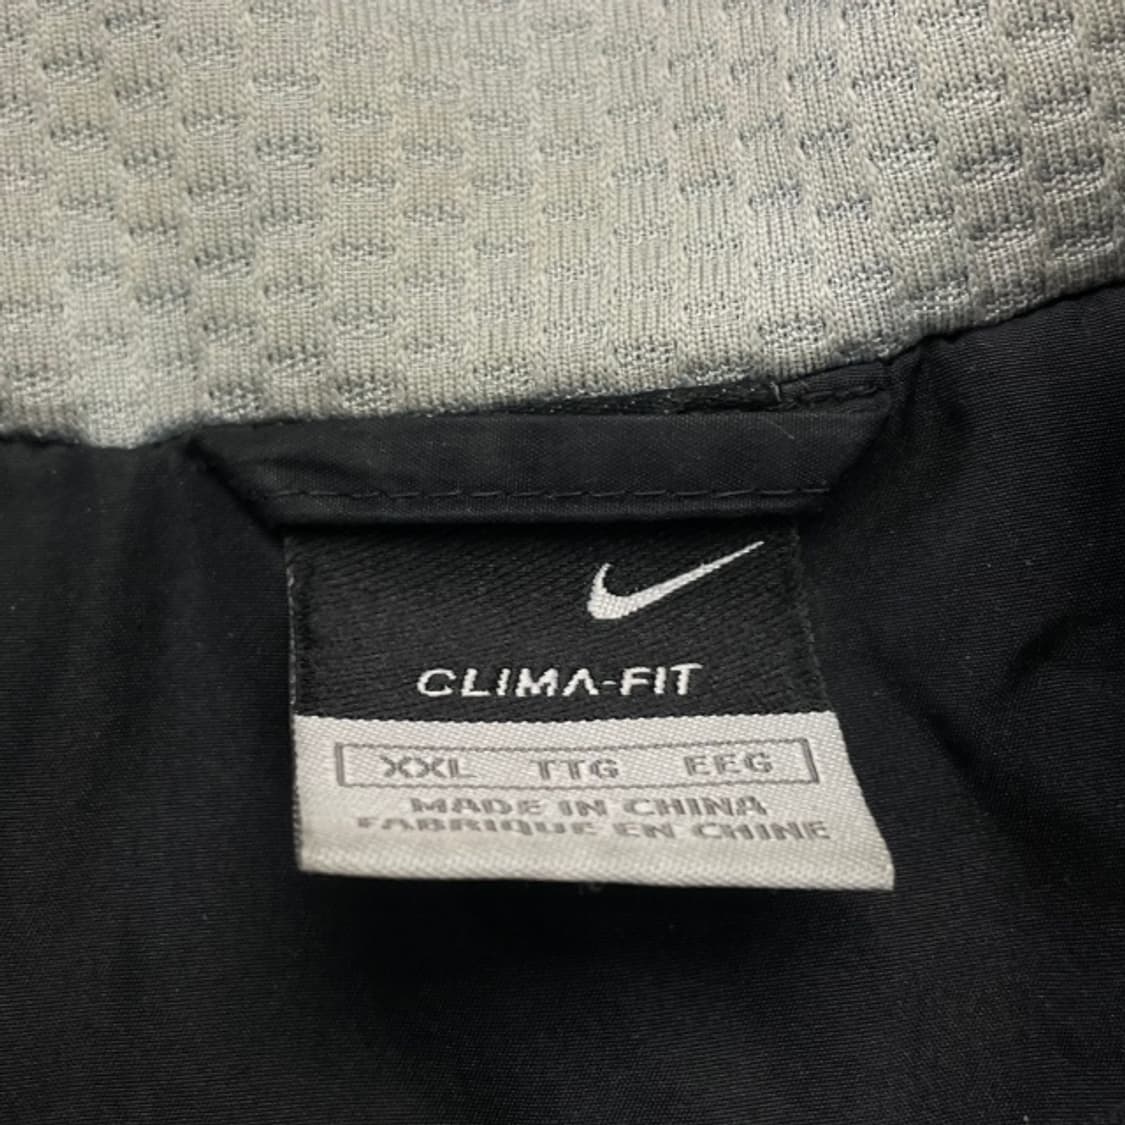 CLIMA-FIT
XXL TTG EEG
MADE IN CHINA
FABRIQUE EN CHINE